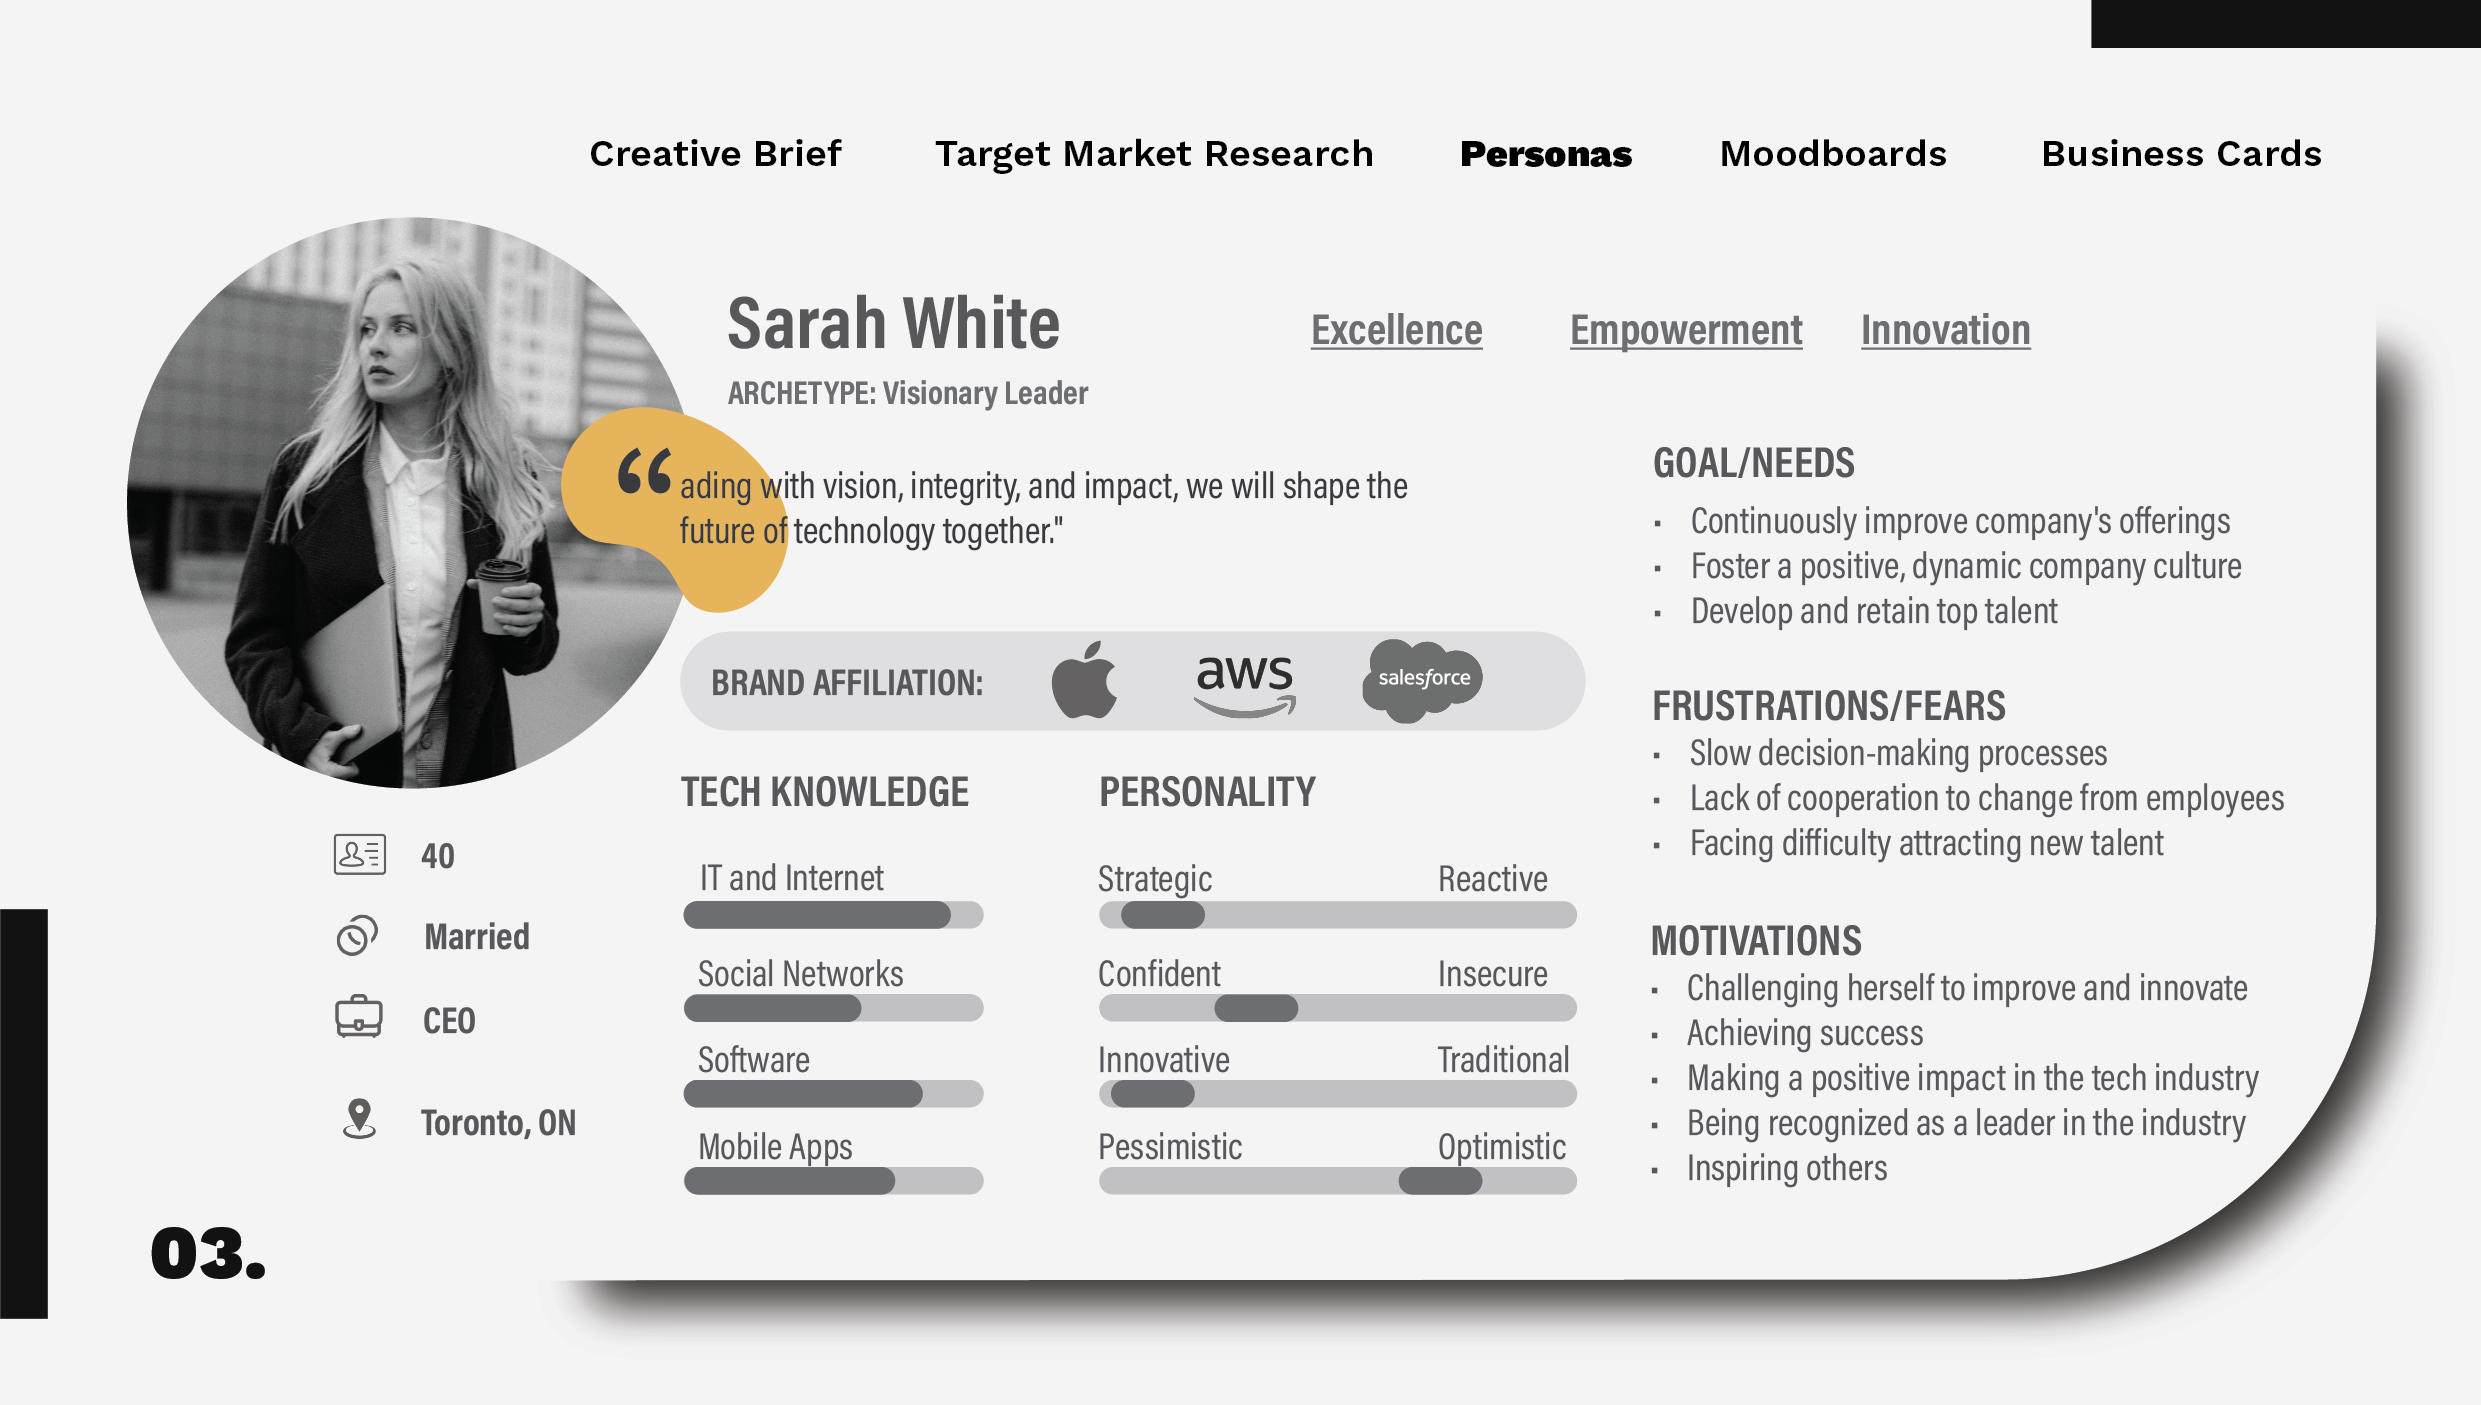 Creative Brief
Target Market Research
Personas
Moodboards
Business Cards
Sarah White
ARCHETYPE: Visionary Leader
Excellence
Empowerment
Innovation
“ ading with vision, integrity, and impact, we will shape the
future of technology together."
BRAND AFFILIATION:
aws
salesforce
TECH KNOWLEDGE
IT and Internet
Social Networks
Software
Mobile Apps
PERSONALITY
Strategic Reactive
Confident Insecure
Innovative Traditional
Pessimistic Optimistic
GOAL/NEEDS
▪ Continuously improve company's offerings
▪ Foster a positive, dynamic company culture
▪ Develop and retain top talent
FRUSTRATIONS/FEARS
▪ Slow decision-making processes
▪ Lack of cooperation to change from employees
▪ Facing difficulty attracting new talent
MOTIVATIONS
▪ Challenging herself to improve and innovate
▪ Achieving success
▪ Making a positive impact in the tech industry
▪ Being recognized as a leader in the industry
▪ Inspiring others
40
Married
CEO
Toronto, ON
03.